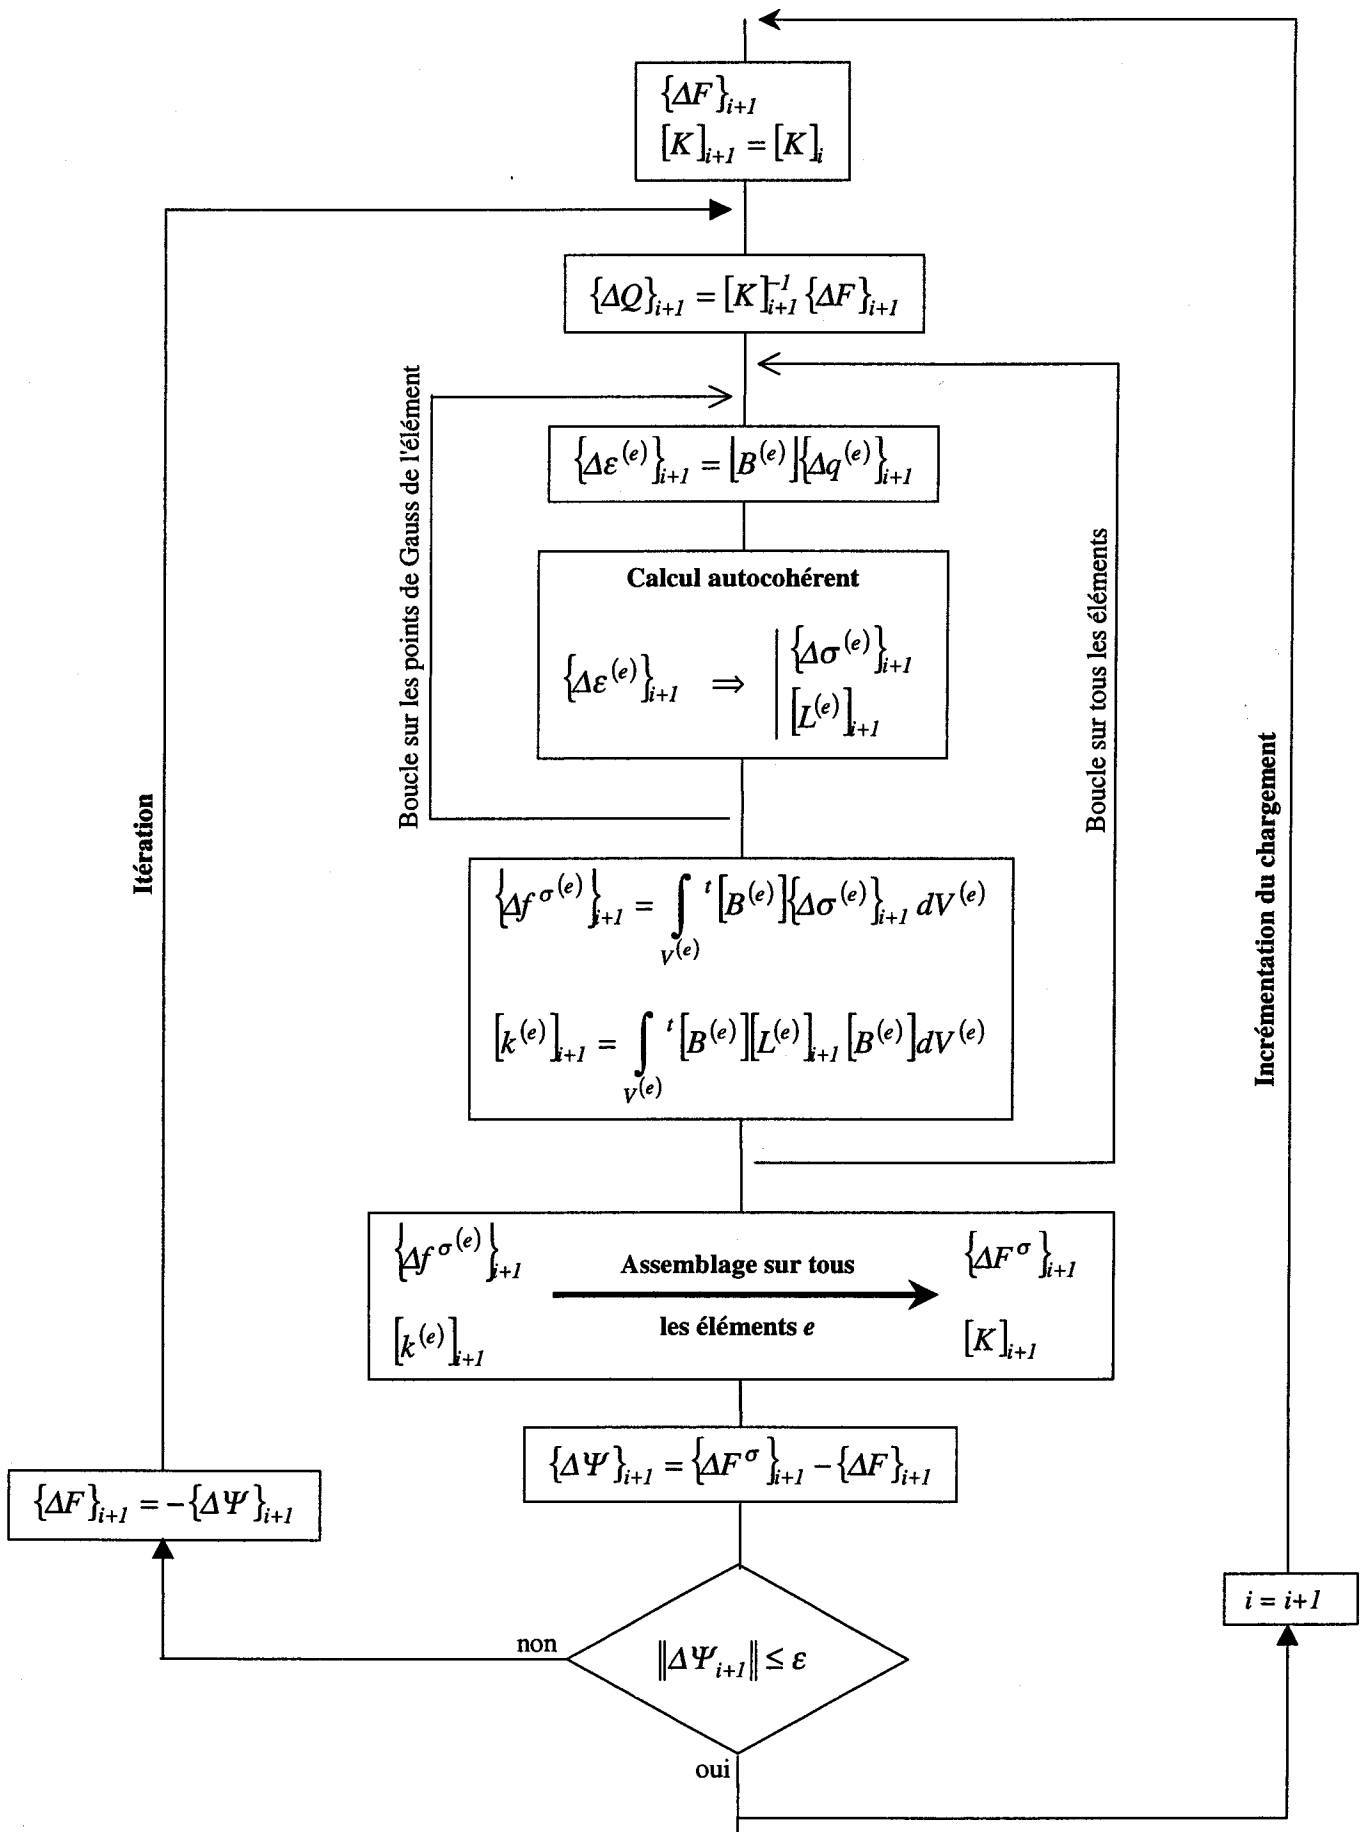 {ΔF}_{i+1}
[K]_{i+1} = [K]_i
{ΔQ}_{i+1} = [K]^{-1}_{i+1} {ΔF}_{i+1}
Boucle sur les points de Gauss de l'élément
{Δε^{(e)}}_{i+1} = [B^{(e)}]{Δq^{(e)}}_{i+1}
Calcul autocohérent
{Δε^{(e)}}_{i+1} ⇒ | {Δσ^{(e)}}_{i+1}
[L^{(e)}]_{i+1}
Boucle sur tous les éléments
Itération
Incrémentation du chargement
{Δf^{σ(e)}}_{i+1} = ∫_{V^{(e)}} ^t[B^{(e)}]{Δσ^{(e)}}_{i+1} dV^{(e)}
[k^{(e)}]_{i+1} = ∫_{V^{(e)}} ^t[B^{(e)}][L^{(e)}]_{i+1} [B^{(e)}]dV^{(e)}
{Δf^{σ(e)}}_{i+1} Assemblage sur tous {ΔF^σ}_{i+1}
[k^{(e)}]_{i+1} les éléments e [K]_{i+1}
{ΔΨ}_{i+1} = {ΔF^σ}_{i+1} − {ΔF}_{i+1}
{ΔF}_{i+1} = −{ΔΨ}_{i+1}
i = i+1
non
‖ΔΨ_{i+1}‖ ≤ ε
oui